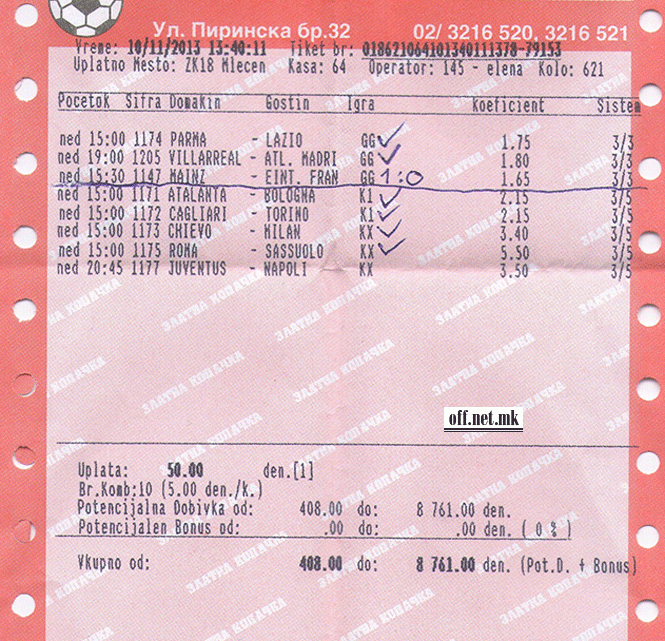 Ул. Пиринска бр.32 02/ 3216 520, 3216 521
Vreme: 10/11/2013 13:40:11 Tiket br: 018621064101340111378-79153
Uplatno Mesto: ZK18 Mlecen Kasa: 64 Operator: 145 - elena Kolo: 621
Pocetok Sifra Domakin Gostin Igra Koeficient Sistem
ned 15:00 1174 PARMA - LAZIO GG ✓ 1.75 3/3
ned 19:00 1205 VILLARREAL - ATL. MADRI GG ✓ 1.80 3/3
ned 15:30 1147 MAINZ - EINT. FRAN GG 1:0 1.65 3/3
ned 15:00 1171 ATALANTA - BOLOGNA K1 ✓ 2.15 3/5
ned 15:00 1172 CAGLIARI - TORINO K1 ✓ 2.15 3/5
ned 15:00 1173 CHIEVO - MILAN KX ✓ 3.40 3/5
ned 15:00 1175 ROMA - SASSUOLO KX ✓ 5.50 3/5
ned 20:45 1177 JUVENTUS - NAPOLI KX 3.50 3/5
ЗЛАТНА КОПАЧКА
off.net.mk
Uplata: 50.00 den.[1]
Br.Komb:10 (5.00 den./k.)
Potencijalna Dobivka od: 408.00 do: 8 761.00 den.
Potencijalen Bonus od: .00 do: .00 den. ( 0 % )
Vkupno od: 408.00 do: 8 761.00 den. (Pot.D. + Bonus)